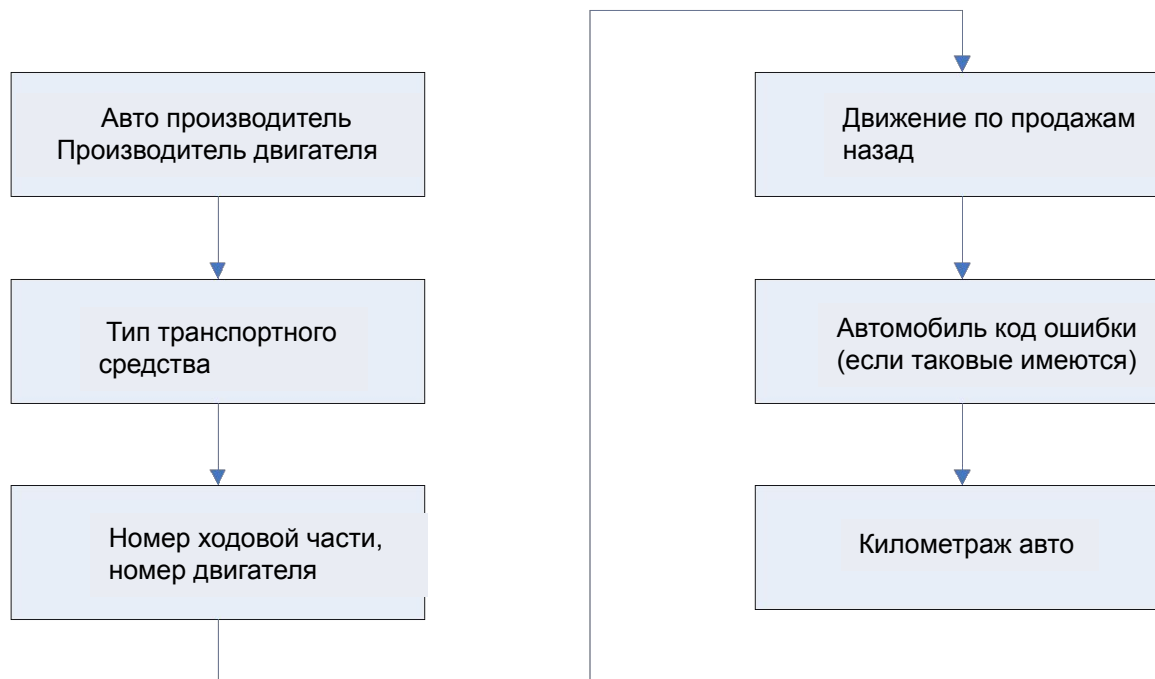 Авто производитель
Производитель двигателя
Тип транспортного
средства
Номер ходовой части,
номер двигателя
Движение по продажам
назад
Автомобиль код ошибки
(если таковые имеются)
Километраж авто